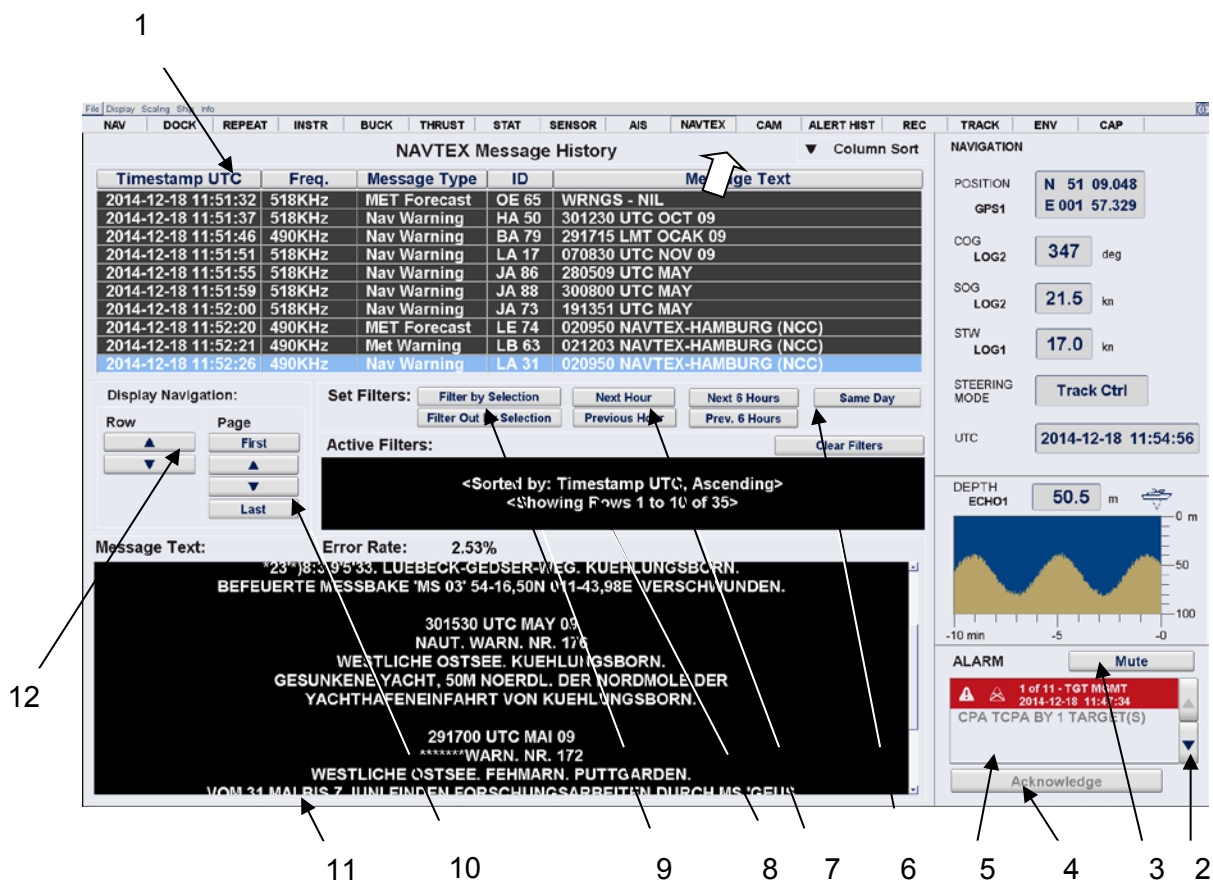 1
File Display Scaling Ship Info
NAV DOCK REPEAT INSTR BUCK THRUST STAT SENSOR AIS NAVTEX CAM ALERT HIST REC TRACK ENV CAP
NAVTEX Message History
▼ Column Sort
Timestamp UTC Freq. Message Type ID Message Text
2014-12-18 11:51:32 518KHz MET Forecast OE 65 WRNGS - NIL
2014-12-18 11:51:37 518KHz Nav Warning HA 50 301230 UTC OCT 09
2014-12-18 11:51:46 490KHz Nav Warning BA 79 291715 LMT OCAK 09
2014-12-18 11:51:51 518KHz Nav Warning LA 17 070830 UTC NOV 09
2014-12-18 11:51:55 518KHz Nav Warning JA 86 280509 UTC MAY
2014-12-18 11:51:59 518KHz Nav Warning JA 88 300800 UTC MAY
2014-12-18 11:52:00 518KHz Nav Warning JA 73 191351 UTC MAY
2014-12-18 11:52:20 490KHz MET Forecast LE 74 020950 NAVTEX-HAMBURG (NCC)
2014-12-18 11:52:21 490KHz Met Warning LB 63 021203 NAVTEX-HAMBURG (NCC)
2014-12-18 11:52:26 490KHz Nav Warning LA 31 020950 NAVTEX-HAMBURG (NCC)
Display Navigation:
Row Page
▲ First
▼ ▲
▼
Last
Set Filters: Filter by Selection Next Hour Next 6 Hours Same Day
Filter Out by Selection Previous Hour Prev. 6 Hours
Active Filters: Clear Filters
<Sorted by: Timestamp UTC, Ascending>
<Showing Rows 1 to 10 of 35>
Message Text: Error Rate: 2.53%
LUEBECK-GEDSER-WEG. KUEHLUNGSBORN.
BEFEUERTE MESSBAKE 'MS 03' 54-16,50N 011-43,98E VERSCHWUNDEN.
301530 UTC MAY 09
NAUT. WARN. NR. 176
WESTLICHE OSTSEE. KUEHLUNGSBORN.
GESUNKENE YACHT, 50M NOERDL. DER NORDMOLE DER
YACHTHAFENEINFAHRT VON KUEHLUNGSBORN.
291700 UTC MAI 09
*******WARN. NR. 172
WESTLICHE OSTSEE. FEHMARN. PUTTGARDEN.
VOM 31 MAI BIS 7 JUNI FINDEN FORSCHUNGSARBEITEN DURCH MS 'GEUS
NAVIGATION
POSITION N 51 09.048
GPS1 E 001 57.329
COG
LOG2 347 deg
SOG
LOG2 21.5 kn
STW
LOG1 17.0 kn
STEERING
MODE Track Ctrl
UTC 2014-12-18 11:54:56
DEPTH
ECHO1 50.5 m
0 m
50
100
-10 min -5 -0
ALARM Mute
1 of 11 - TGT MGMT
2014-12-18 11:47:34
CPA TCPA BY 1 TARGET(S)
▼
Acknowledge
12
11 10 9 8 7 6 5 4 3 2